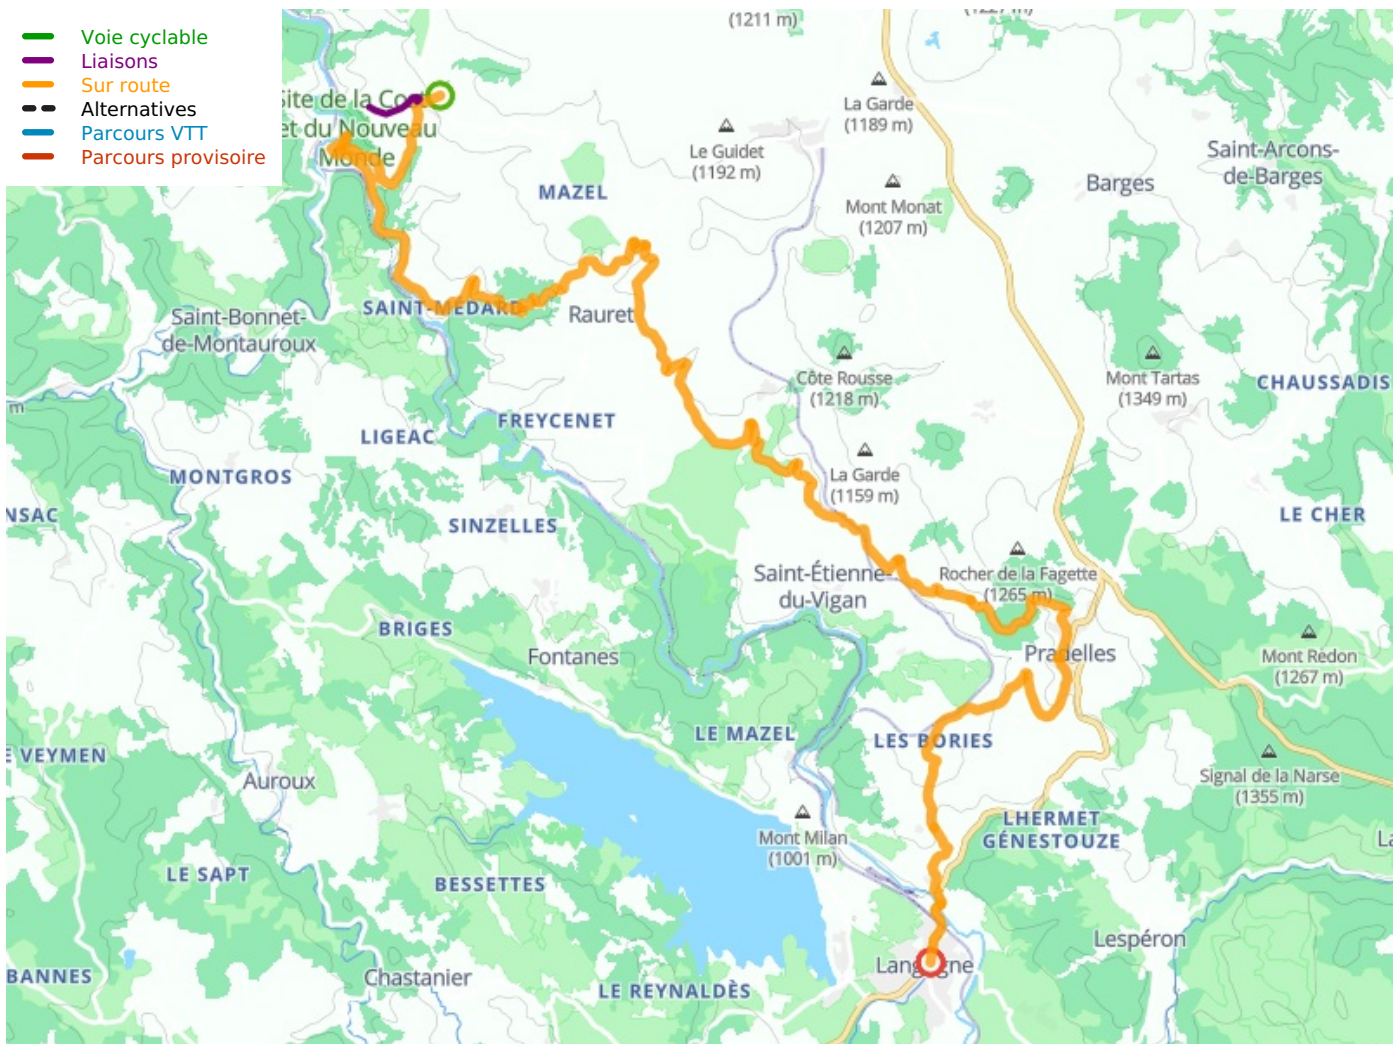 Voie cyclable
Liaisons
Sur route
Alternatives
Parcours VTT
Parcours provisoire
(1211 m)
La Garde
(1189 m)
Site de la
et du Nouveau
Monde
Le Guidet
(1192 m)
Saint-Arcons-
de-Barges
Barges
MAZEL
Mont Monat
(1207 m)
SAINT-MÉDARD
Rauret
Saint-Bonnet-
de-Montauroux
Côte Rousse
(1218 m)
Mont Tartas
(1349 m)
CHAUSSADIS
m
FREYCENET
LIGEAC
MONTGROS
La Garde
(1159 m)
NSAC
SINZELLES
LE CHER
Saint-Étienne-
du-Vigan
Rocher de la Fagette
(1265 m)
BRIGES
Fontanes
Pradelles
Mont Redon
(1267 m)
LE MAZEL
LES BORIES
E VEYMEN
Auroux
Signal de la Narse
(1355 m)
Mont Milan
(1001 m)
LHERMET
GÉNESTOUZE
La
LE SAPT
BESSETTES
Lespéron
BANNES
Chastanier
Langogne
LE REYNALDÈS